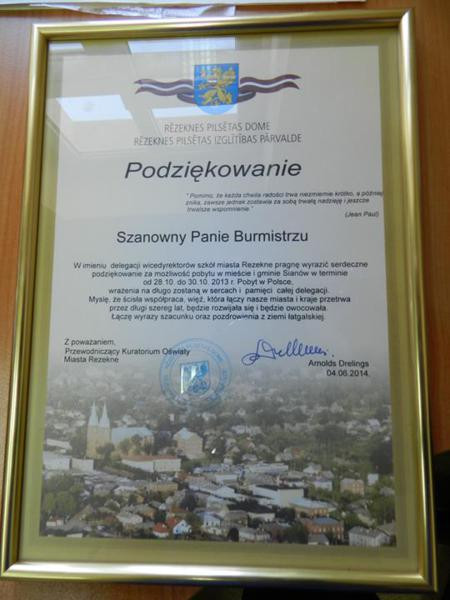 RĒZEKNES PILSĒTAS DOME
RĒZEKNES PILSĒTAS IZGLĪTĪBAS PĀRVALDE
Podziękowanie
" Pomimo, że każda chwila radości trwa niezmiernie krótko, a później
znika, zawsze jednak zostawia za sobą trwałą nadzieję i jeszcze
trwalsze wspomnienie."
(Jean Paul)
Szanowny Panie Burmistrzu
W imieniu delegacji wicedyrektorów szkół miasta Rezekne pragnę wyrazić serdeczne
podziękowanie za możliwość pobytu w mieście i gminie Sianów w terminie
od 28.10. do 30.10. 2013 r. Pobyt w Polsce,
wrażenia na długo zostaną w sercach i pamięci całej delegacji.
Myślę, że ścisła współpraca, więź, która łączy nasze miasta i kraje przetrwa
przez długi szereg lat, będzie rozwijała się i będzie owocowała.
Łączę wyrazy szacunku oraz pozdrowienia z ziemi łatgalskiej.
Z poważaniem,
Przewodniczący Kuratorium Oświaty
Miasta Rezekne
Arnolds Drelings
04.06.2014.